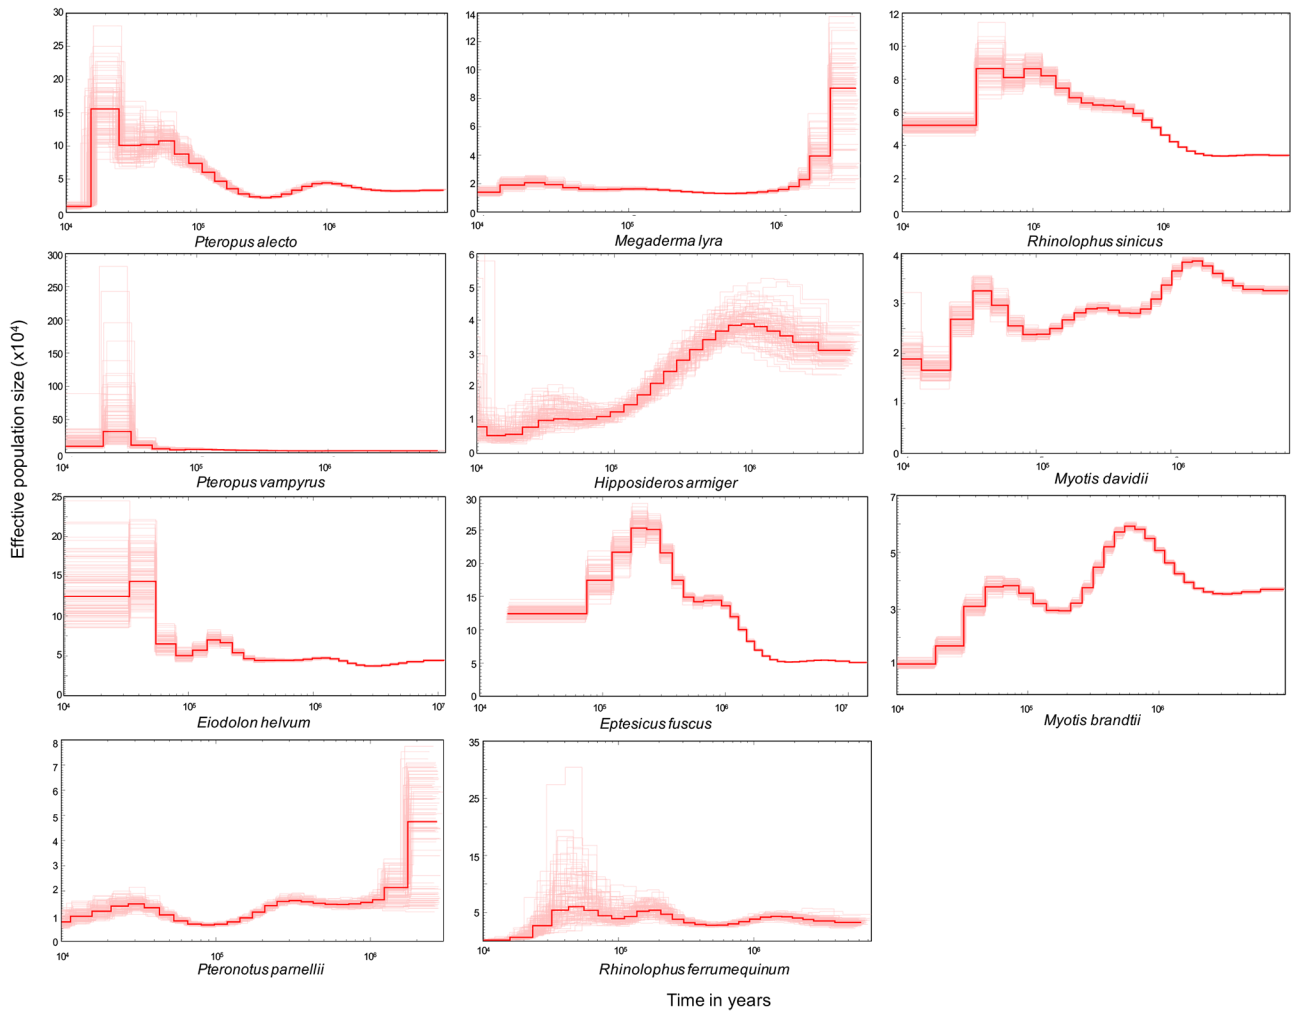 Effective population size (x10⁴)
30
25
20
15
10
5
0
10⁴ 10⁵ 10⁶
Pteropus alecto
14
12
10
8
6
4
2
0
10⁴ 10⁵ 10⁶
Megaderma lyra
12
10
8
6
4
2
0
10⁴ 10⁵ 10⁶
Rhinolophus sinicus
300
250
200
150
100
50
0
10⁴ 10⁵ 10⁶
Pteropus vampyrus
6
5
4
3
2
1
0
10⁴ 10⁵ 10⁶
Hipposideros armiger
4
3
2
1
0
10⁴ 10⁵ 10⁶
Myotis davidii
25
20
15
10
5
0
10⁴ 10⁵ 10⁶ 10⁷
Eiodolon helvum
30
25
20
15
10
5
0
10⁴ 10⁵ 10⁶ 10⁷
Eptesicus fuscus
7
5
3
1
10⁴ 10⁵ 10⁶
Myotis brandtii
8
7
6
5
4
3
2
1
0
10⁴ 10⁵ 10⁶
Pteronotus parnellii
35
25
15
5
10⁴ 10⁵ 10⁶
Rhinolophus ferrumequinum
Time in years